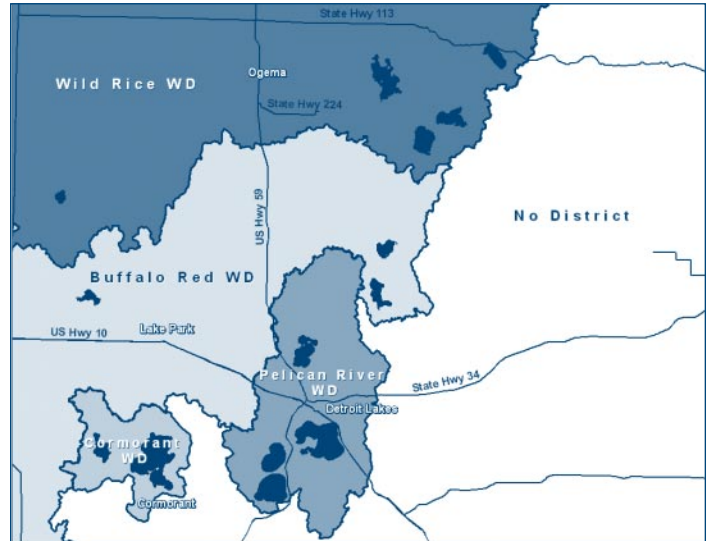 State Hwy 113
Ogema
Wild Rice WD
State Hwy 224
No District
US Hwy 59
Buffalo Red WD
US Hwy 10
Lake Park
Pelican River
WD
State Hwy 34
Detroit Lakes
Cormorant
WD
Cormorant